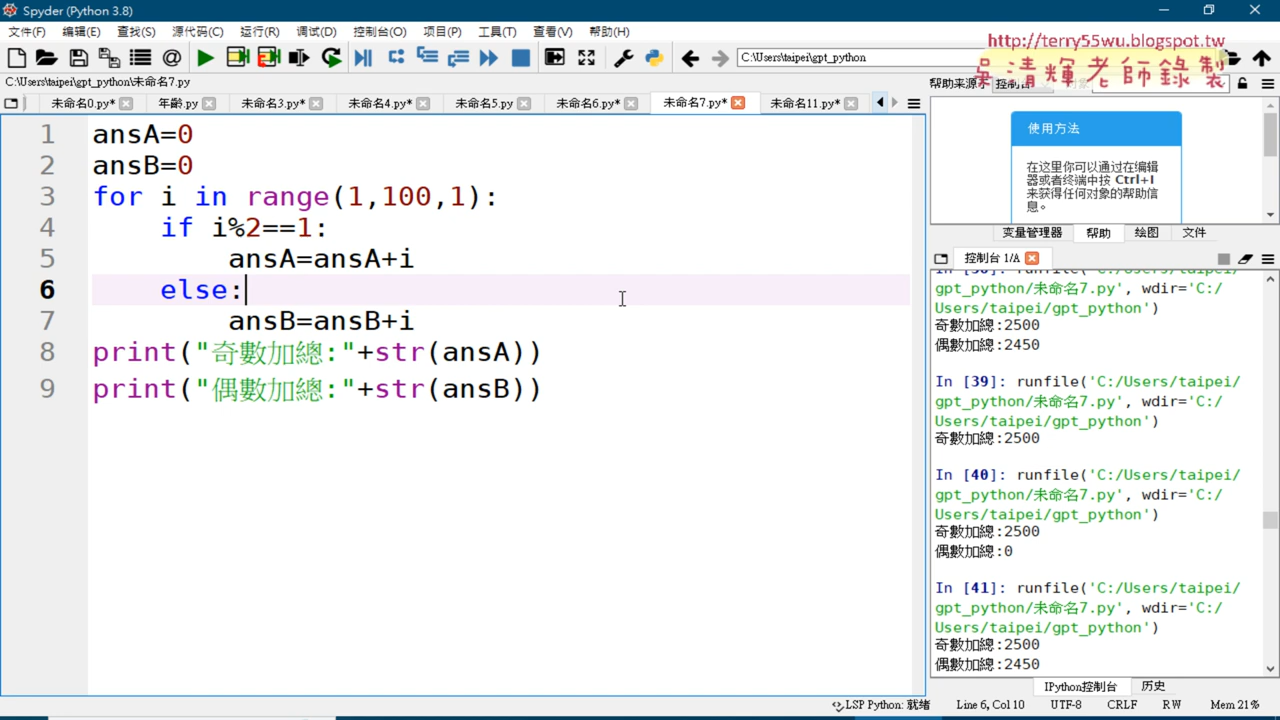 Spyder (Python 3.8)
文件(F) 编辑(E) 查找(S) 源代码(C) 运行(R) 调试(D) 控制台(O) 项目(P) 工具(T) 查看(V) 帮助(H)
http://terry55wu.blogspot.tw
吳清輝老師錄製
C:\Users\taipei\gpt_python
C:\Users\taipei\gpt_python\未命名7.py
帮助来源 控制台
未命名0.py* 年齡.py 未命名3.py* 未命名4.py* 未命名5.py 未命名6.py* 未命名7.py* 未命名11.py*
1 ansA=0
2 ansB=0
3 for i in range(1,100,1):
4 if i%2==1:
5 ansA=ansA+i
6 else:
7 ansB=ansB+i
8 print("奇數加總:"+str(ansA))
9 print("偶數加總:"+str(ansB))
使用方法
在这里你可以通过在编辑
器或者终端中按 Ctrl+I
来获得任何对象的帮助信
息。
变量管理器 帮助 绘图 文件
控制台 1/A
In [38]: runfile('C:/Users/taipei/
gpt_python/未命名7.py', wdir='C:/
Users/taipei/gpt_python')
奇數加總:2500
偶數加總:2450
In [39]: runfile('C:/Users/taipei/
gpt_python/未命名7.py', wdir='C:/
Users/taipei/gpt_python')
奇數加總:2500
In [40]: runfile('C:/Users/taipei/
gpt_python/未命名7.py', wdir='C:/
Users/taipei/gpt_python')
奇數加總:2500
偶數加總:0
In [41]: runfile('C:/Users/taipei/
gpt_python/未命名7.py', wdir='C:/
Users/taipei/gpt_python')
奇數加總:2500
偶數加總:2450
IPython控制台 历史
LSP Python: 就绪 Line 6, Col 10 UTF-8 CRLF RW Mem 21%